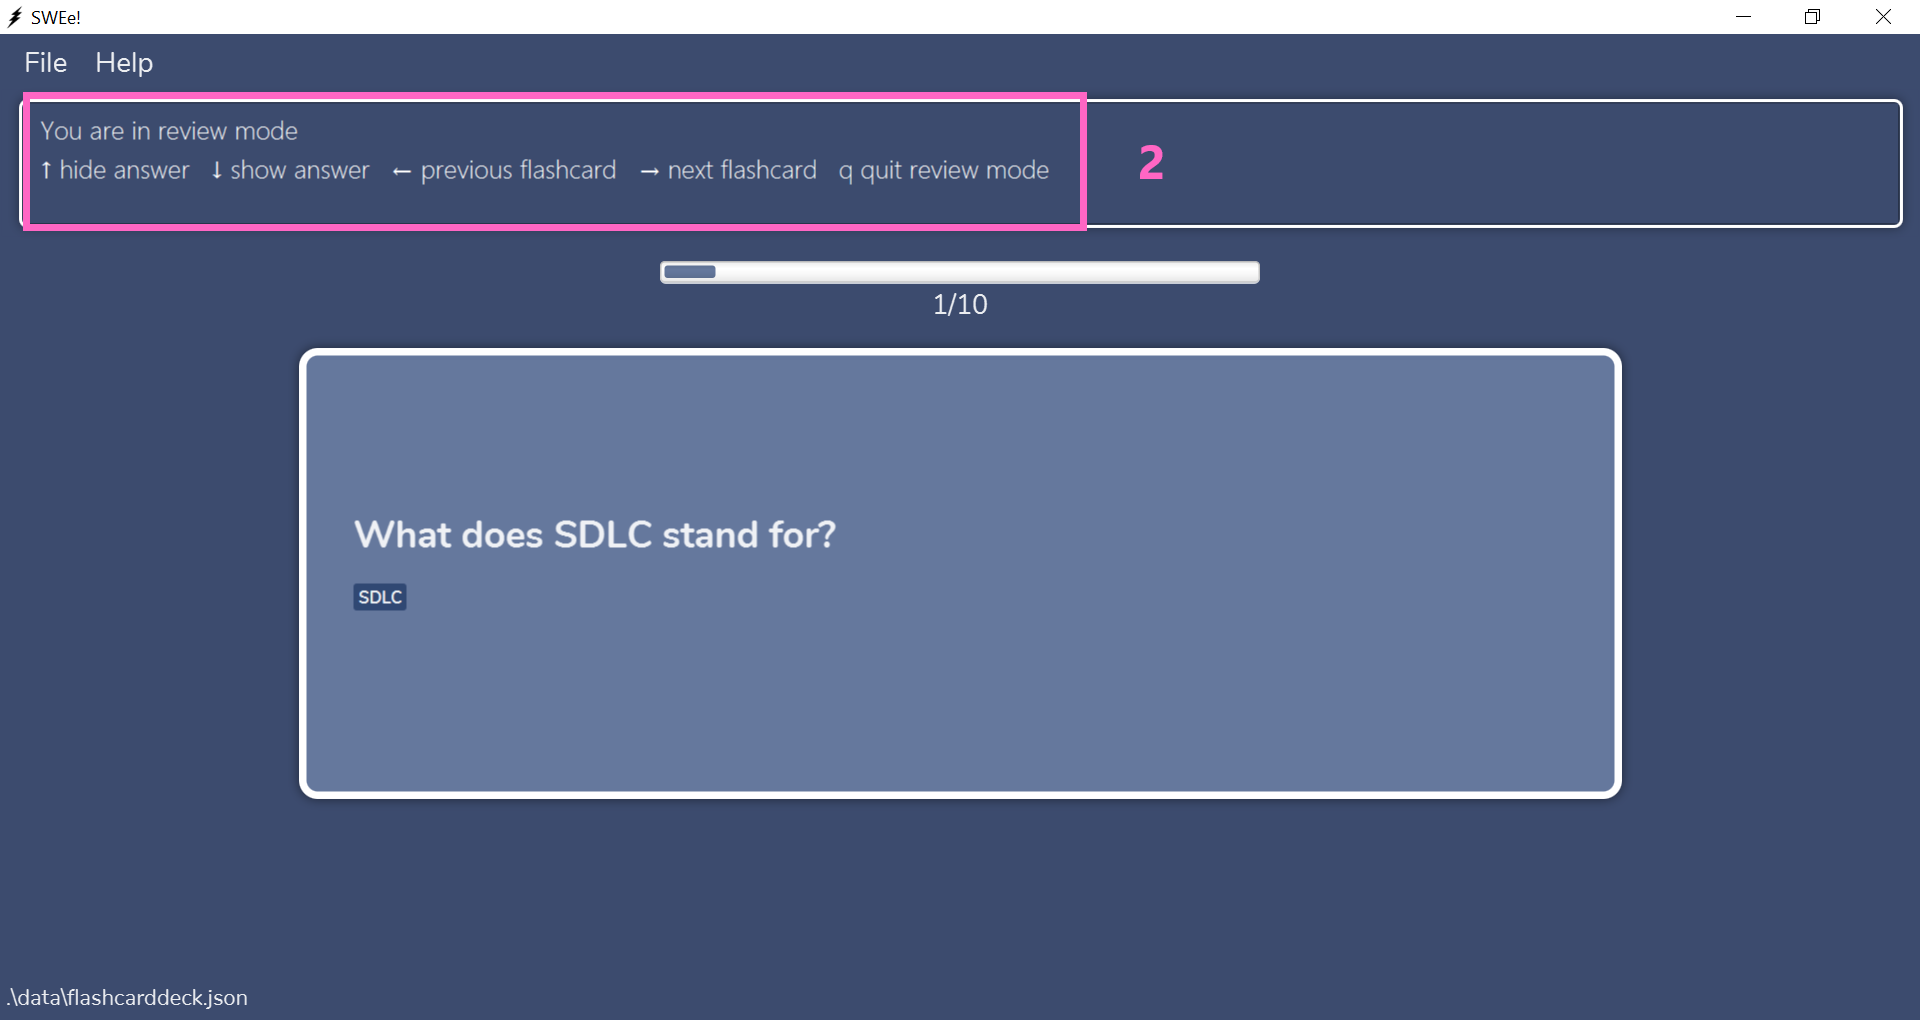 SWEe!
File Help
You are in review mode
↑ hide answer ↓ show answer ← previous flashcard → next flashcard q quit review mode
2
1/10
What does SDLC stand for?
SDLC
.\data\flashcarddeck.json